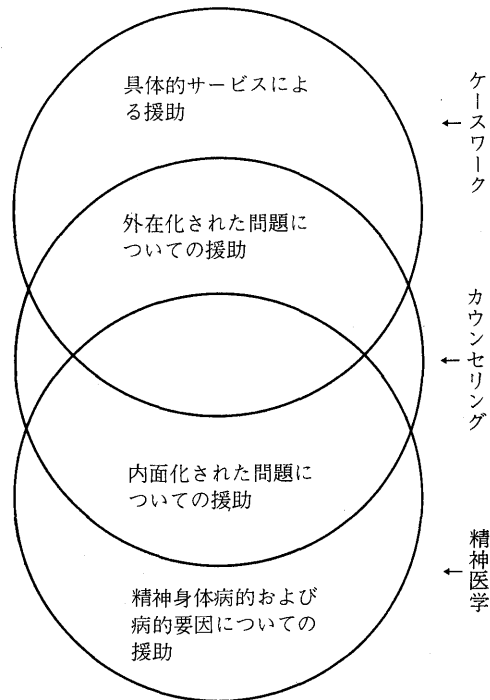 具体的サービスによ
る援助
ケースワーク
外在化された問題に
ついての援助
カウンセリング
内面化された問題に
ついての援助
精神身体病的および
病的要因についての
援助
精神医学